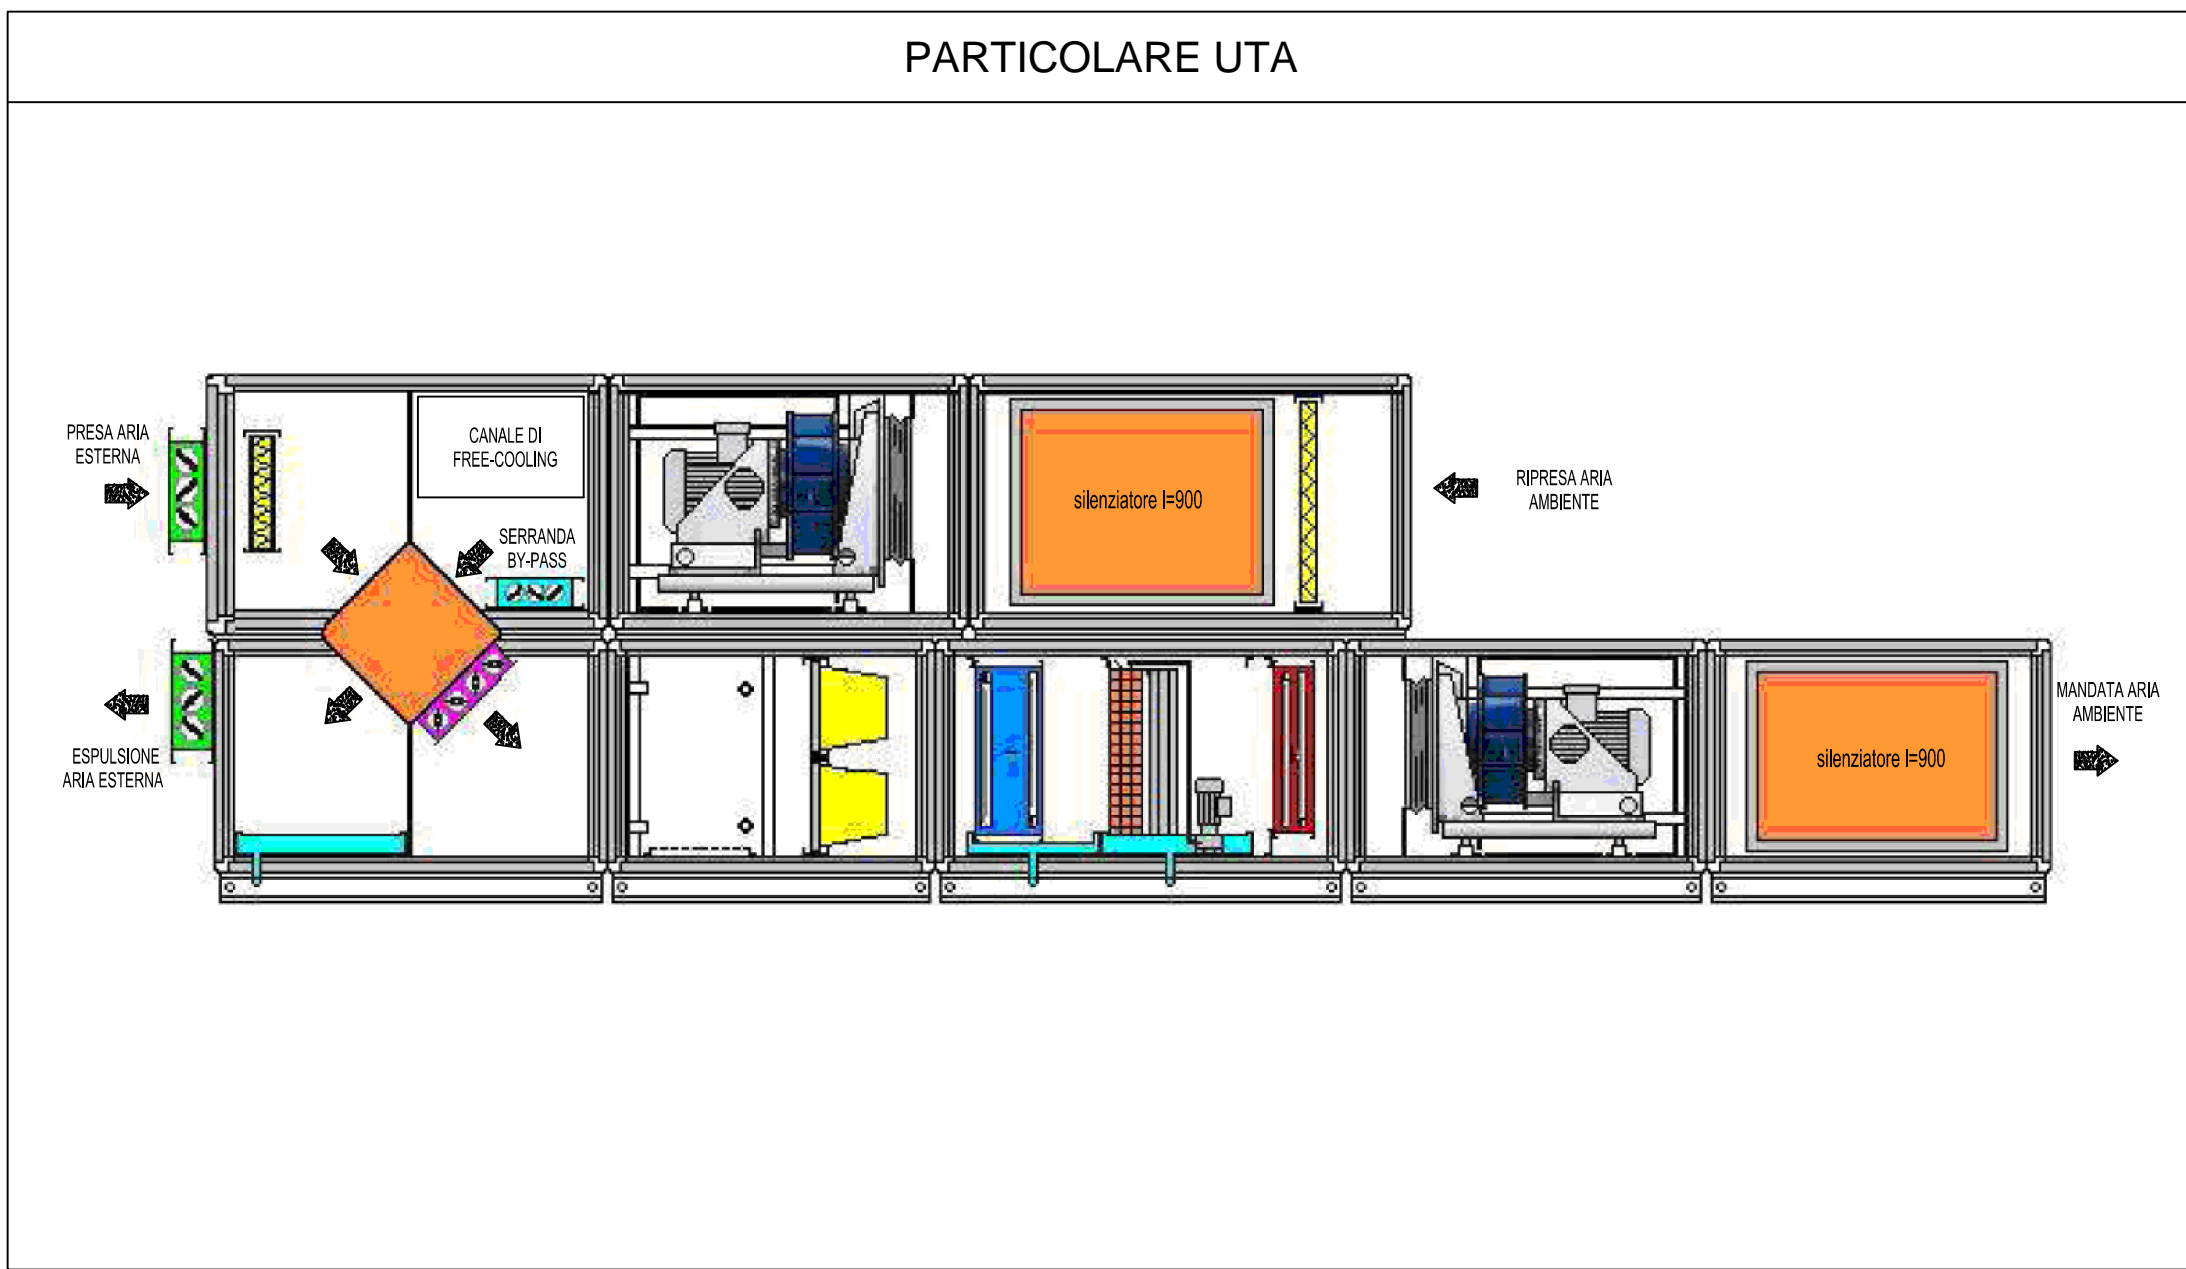 PARTICOLARE UTA
PRESA ARIA
ESTERNA
CANALE DI
FREE-COOLING
SERRANDA
BY-PASS
silenziatore l=900
RIPRESA ARIA
AMBIENTE
ESPULSIONE
ARIA ESTERNA
silenziatore l=900
MANDATA ARIA
AMBIENTE